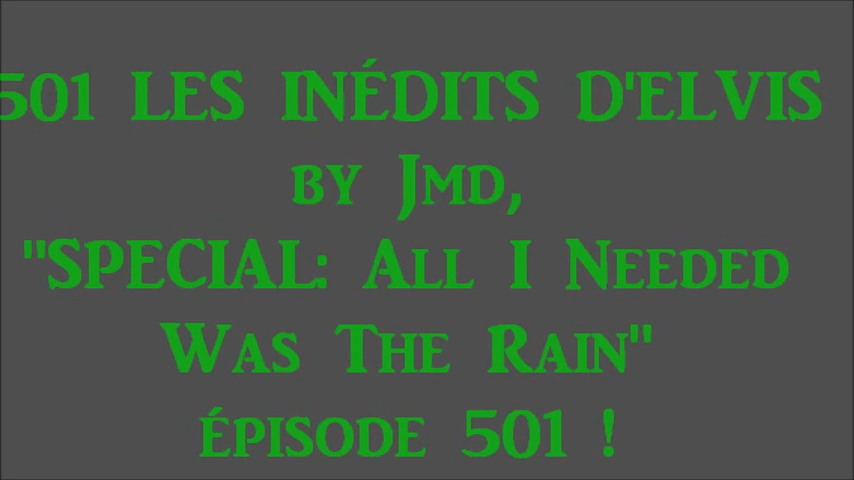 501 LES INÉDITS D'ELVIS
BY JMD,
"SPECIAL: ALL I NEEDED
WAS THE RAIN"
ÉPISODE 501 !